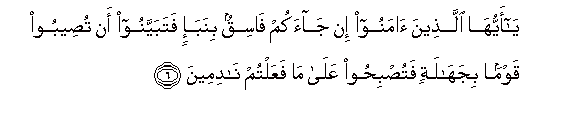 يَـٰٓأَيُّهَا ٱلَّذِينَ ءَامَنُوٓا۟ إِن جَآءَكُمْ فَاسِقٌۢ بِنَبَإٍۢ فَتَبَيَّنُوٓا۟ أَن تُصِيبُوا۟
قَوْمًۢا بِجَهَـٰلَةٍۢ فَتُصْبِحُوا۟ عَلَىٰ مَا فَعَلْتُمْ نَـٰدِمِينَ ٦